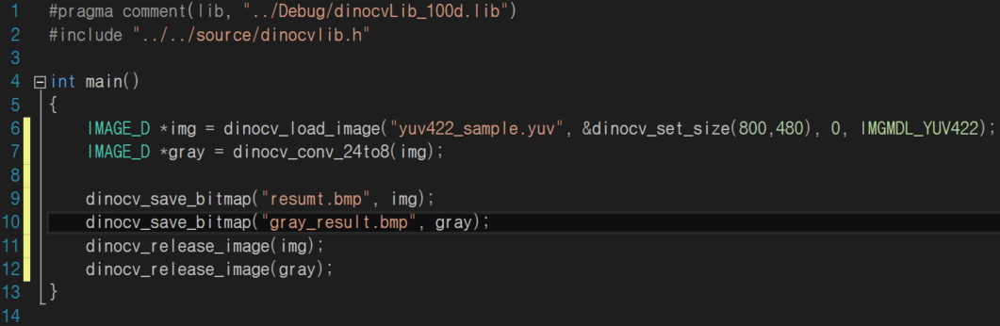 1 #pragma comment(lib, "../Debug/dinocvLib_100d.lib")
2 #include "../../source/dinocvlib.h"
3
4 int main()
5 {
6 IMAGE_D *img = dinocv_load_image("yuv422_sample.yuv", &dinocv_set_size(800,480), 0, IMGMDL_YUV422);
7 IMAGE_D *gray = dinocv_conv_24to8(img);
8
9 dinocv_save_bitmap("resumt.bmp", img);
10 dinocv_save_bitmap("gray_result.bmp", gray);
11 dinocv_release_image(img);
12 dinocv_release_image(gray);
13 }
14